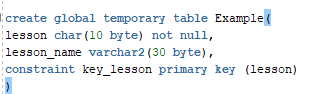 create global temporary table Example(
lesson char(10 byte) not null,
lesson_name varchar2(30 byte),
constraint key_lesson primary key (lesson)
)